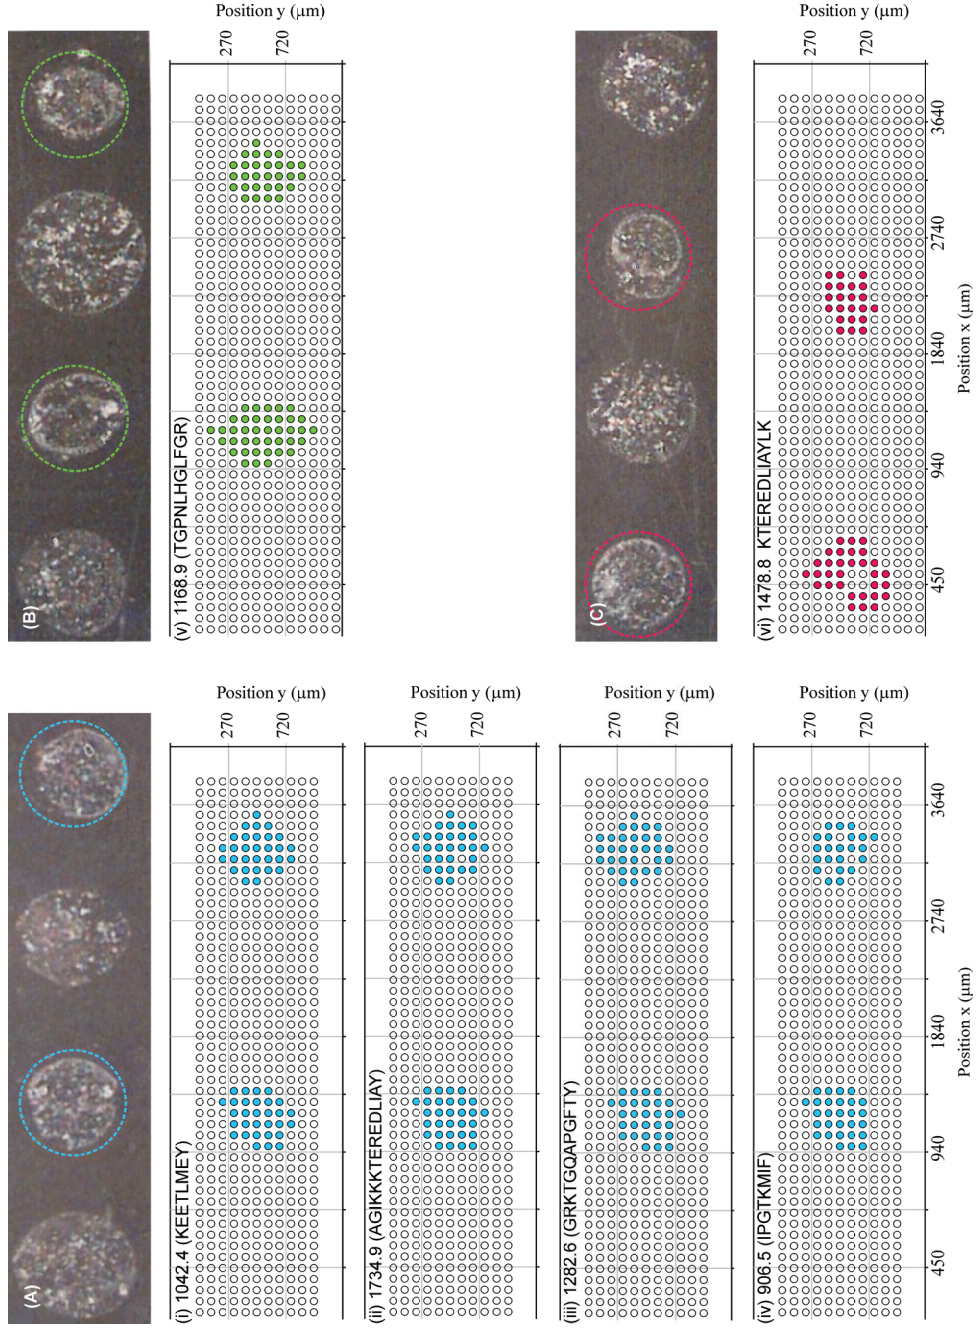 (A)
(i) 1042.4 (KEETLMEY)
270
720
Position y (μm)
(ii) 1734.9 (AGIKKKTEREDLIAY)
270
720
Position y (μm)
(iii) 1282.6 (GRKTGQAPGFTY)
270
720
Position y (μm)
(iv) 906.5 (IPGTKMIF)
270
720
Position y (μm)
450 940 1840 2740 3640
Position x (μm)
(B)
(v) 1168.9 (TGPNLHGLFGR)
270
720
Position y (μm)
(C)
(vi) 1478.8 KTEREDLIAYLK
270
720
Position y (μm)
450 940 1840 2740 3640
Position x (μm)